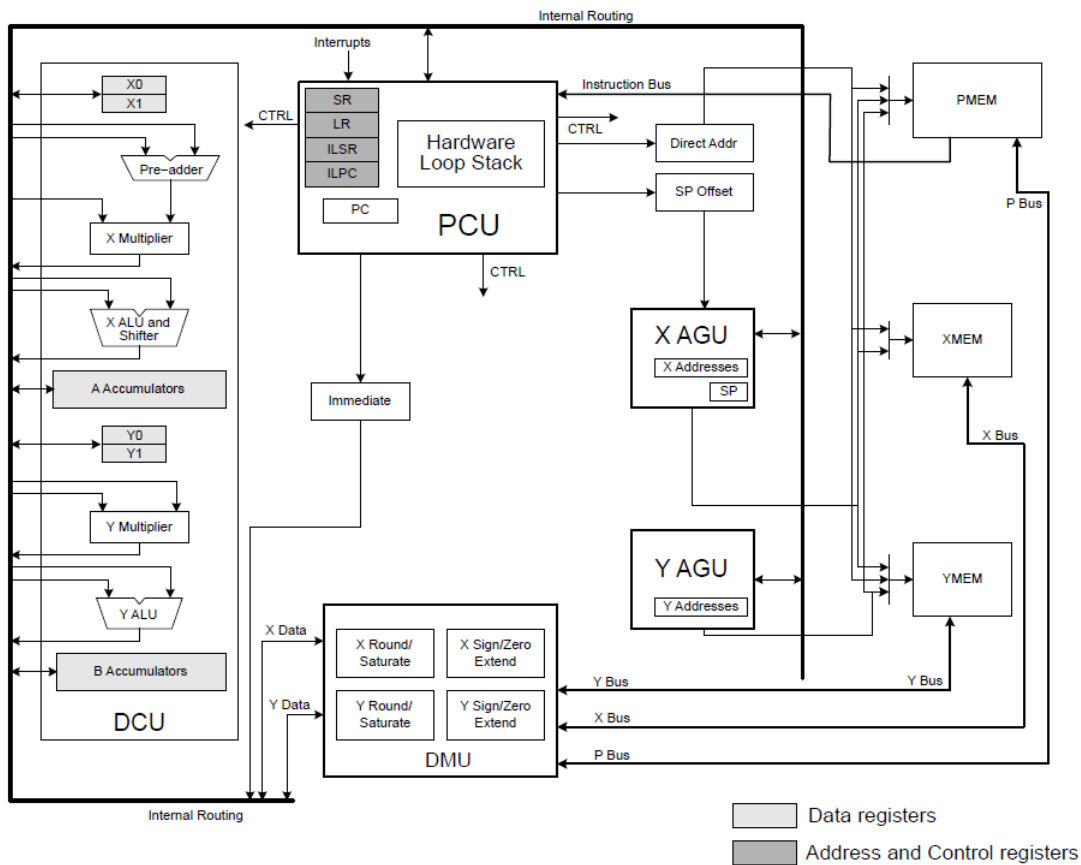 Internal Routing
Interrupts
X0
X1
CTRL
SR
LR
ILSR
ILPC
PC
Hardware
Loop Stack
PCU
CTRL
CTRL
Instruction Bus
Direct Addr
SP Offset
PMEM
P Bus
Pre-adder
X Multiplier
X ALU and
Shifter
A Accumulators
Y0
Y1
Y Multiplier
Y ALU
B Accumulators
DCU
Immediate
X AGU
X Addresses
SP
XMEM
X Bus
Y AGU
Y Addresses
YMEM
X Data
Y Data
X Round/
Saturate
X Sign/Zero
Extend
Y Round/
Saturate
Y Sign/Zero
Extend
DMU
Y Bus
Y Bus
X Bus
P Bus
Internal Routing
Data registers
Address and Control registers